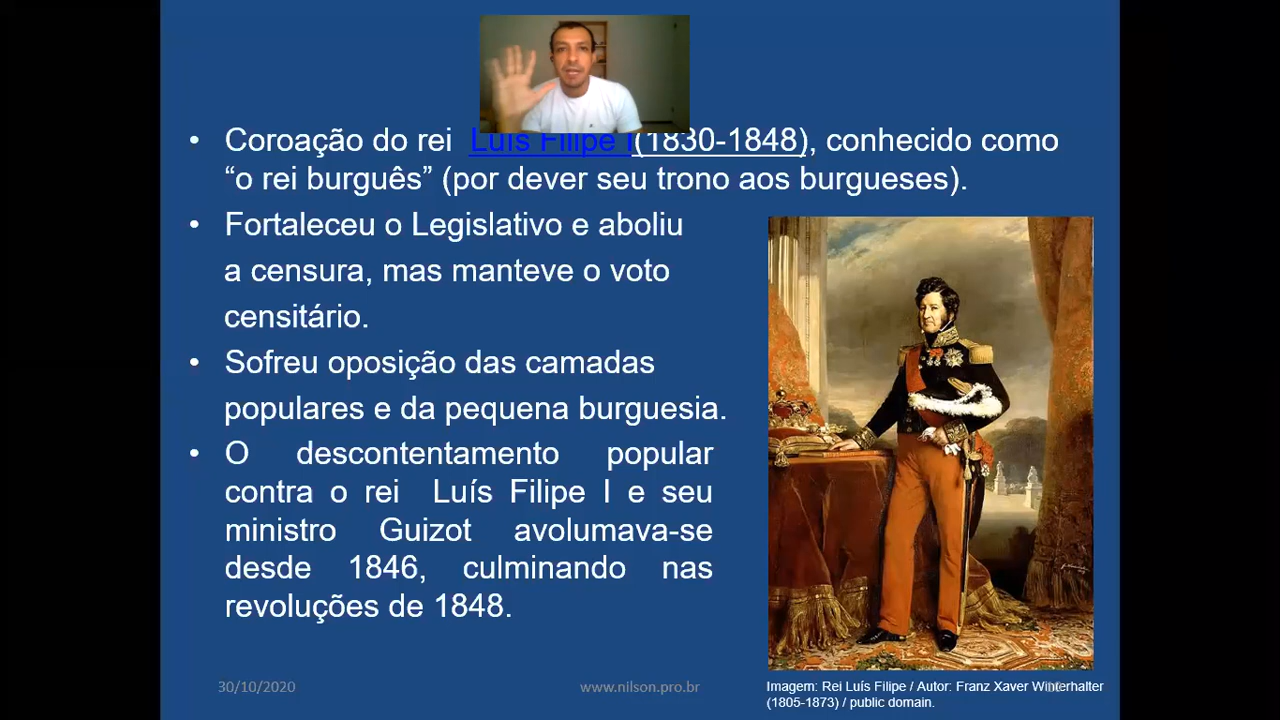 • Coroação do rei Luís Filipe I(1830-1848), conhecido como
“o rei burguês” (por dever seu trono aos burgueses).
• Fortaleceu o Legislativo e aboliu
a censura, mas manteve o voto
censitário.
• Sofreu oposição das camadas
populares e da pequena burguesia.
• O descontentamento popular
contra o rei Luís Filipe I e seu
ministro Guizot avolumava-se
desde 1846, culminando nas
revoluções de 1848.
30/10/2020
www.nilson.pro.br
Imagem: Rei Luís Filipe / Autor: Franz Xaver Winterhalter
(1805-1873) / public domain.